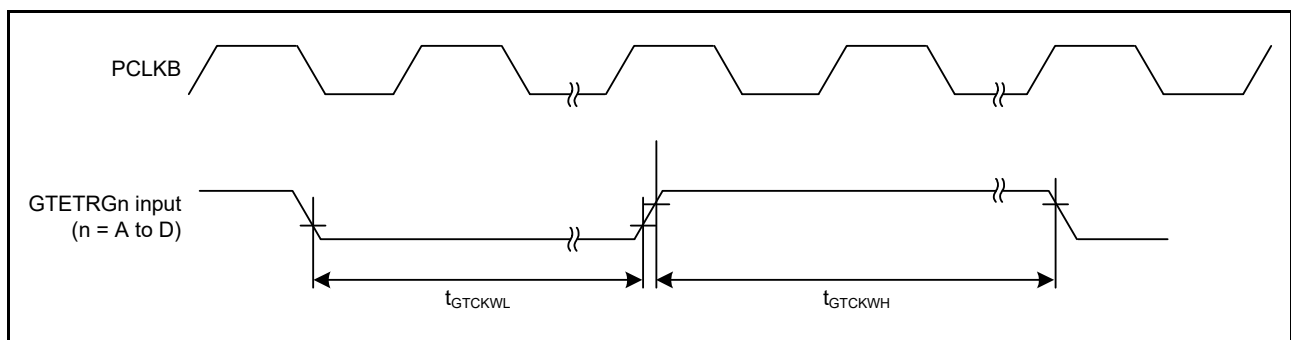 PCLKB
GTETRGn input
(n = A to D)
tGTCKWL
tGTCKWH